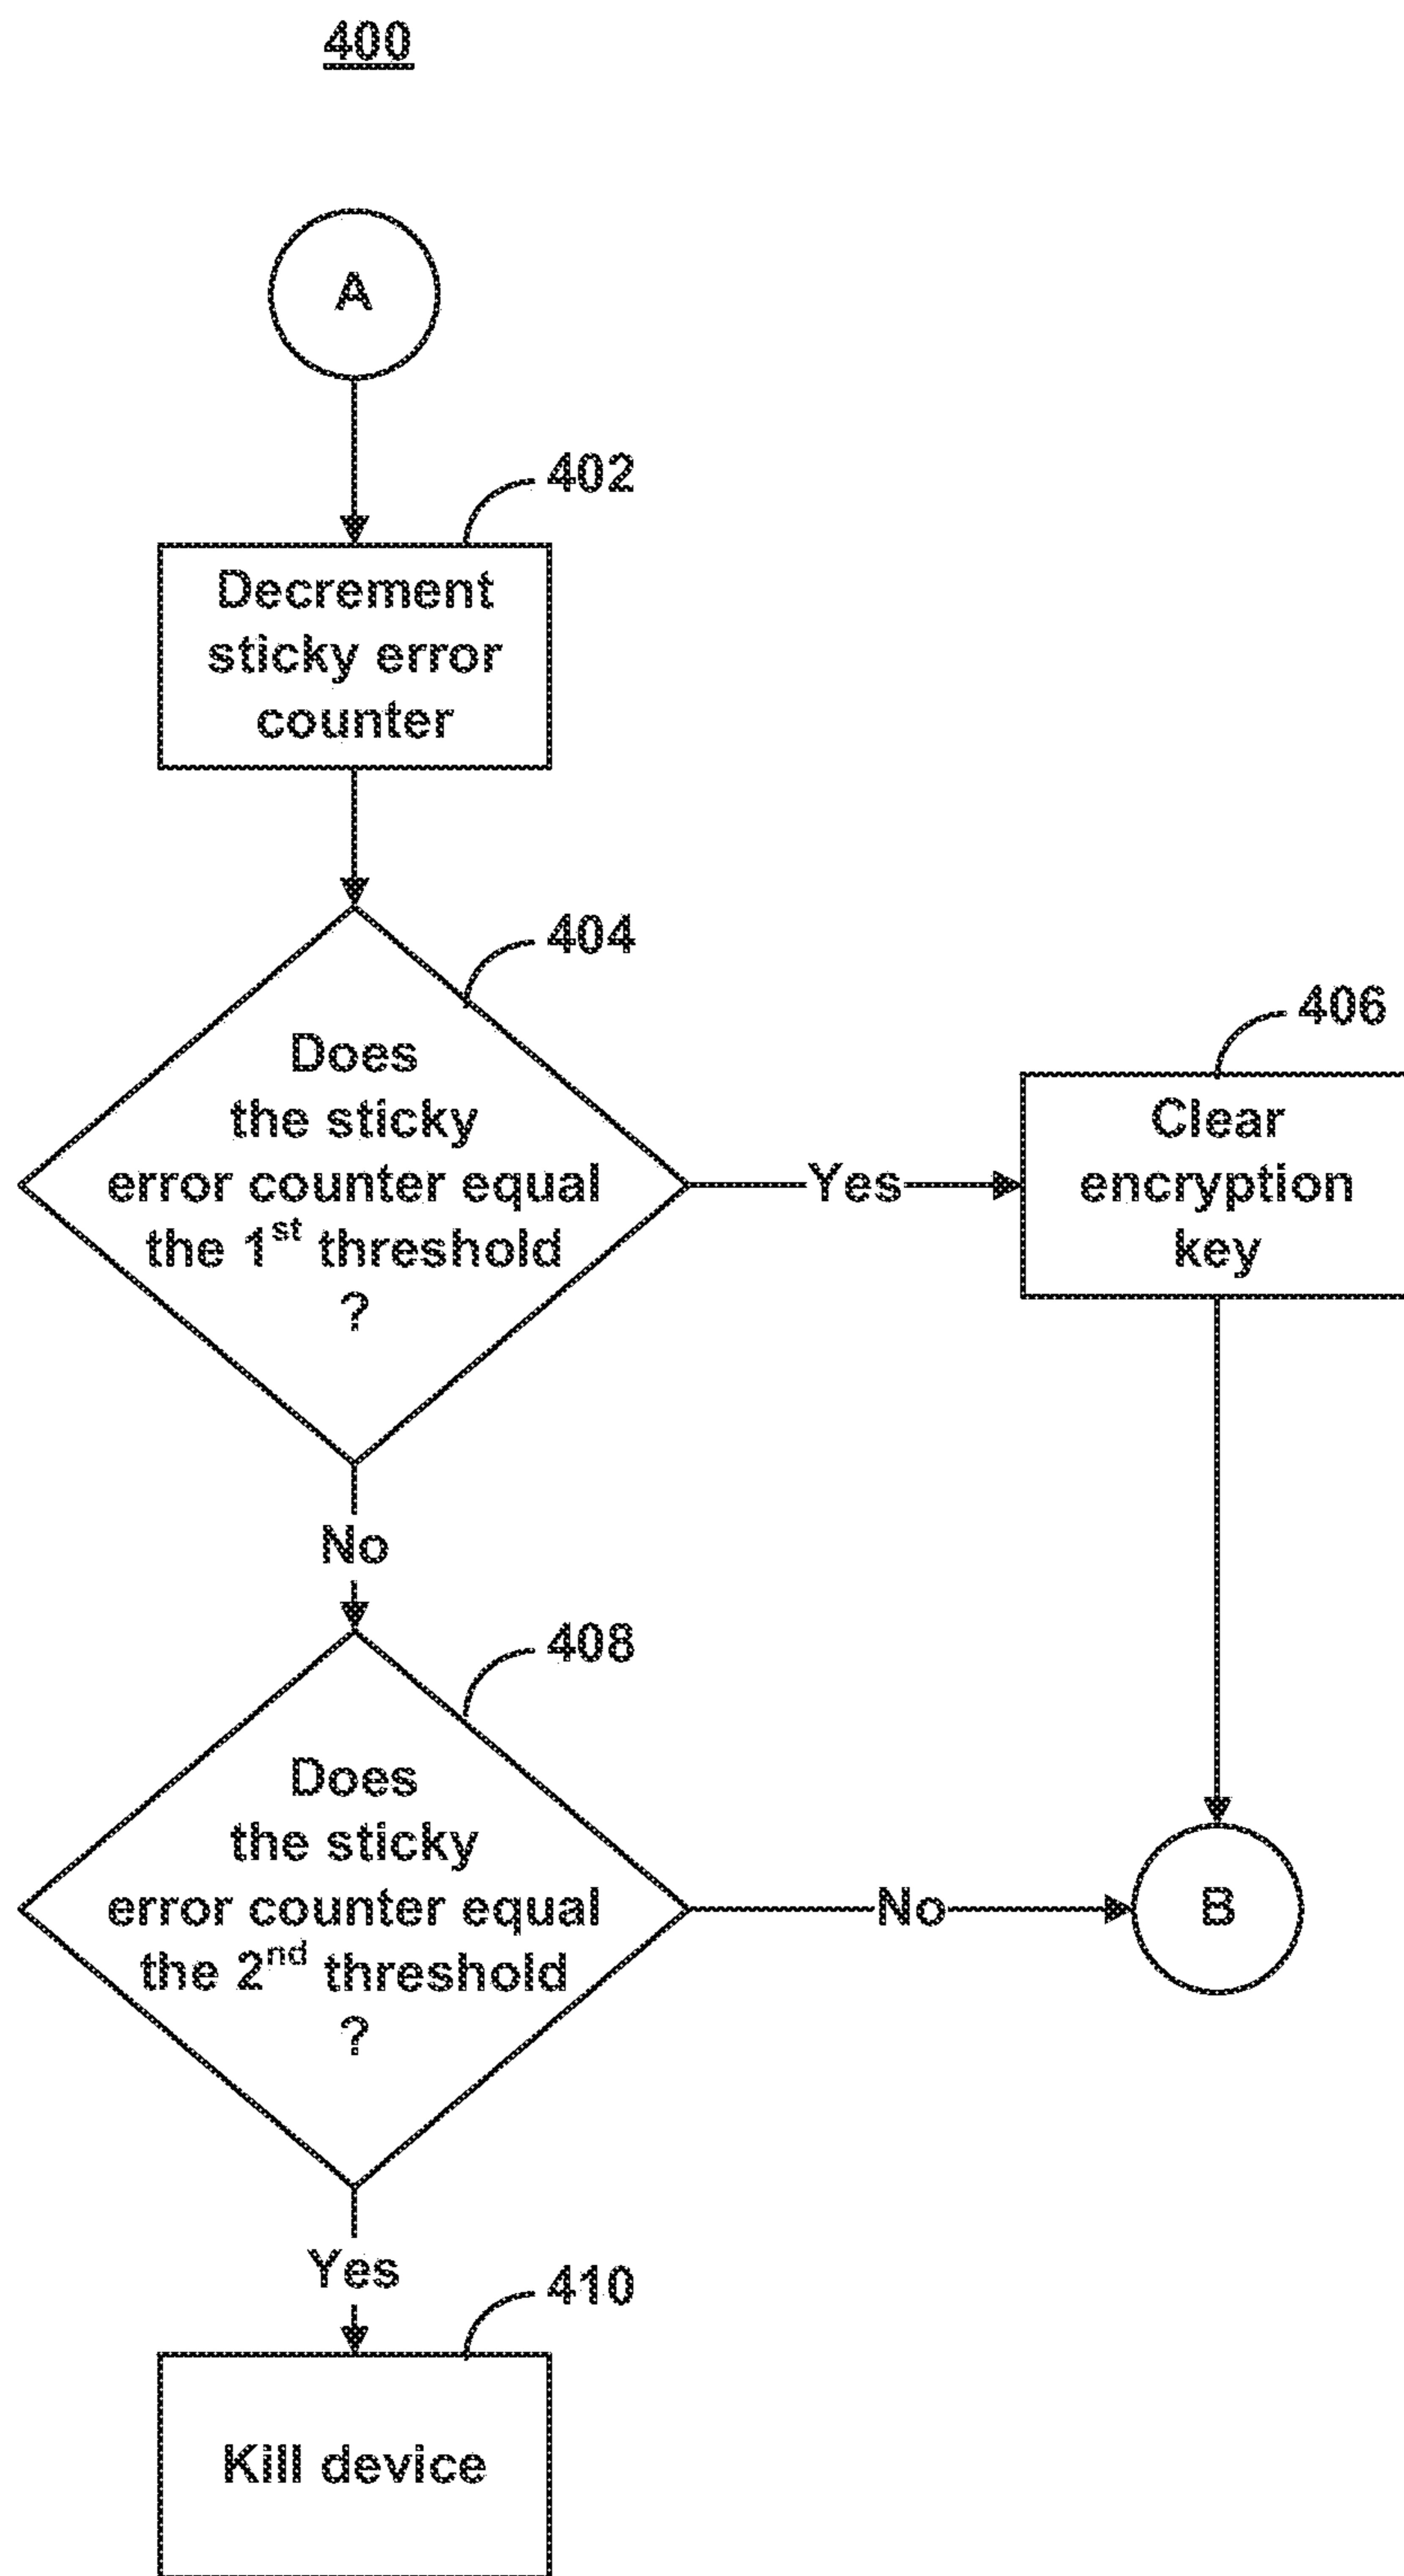 400
A
402
Decrement
sticky error
counter
404
Does
the sticky
error counter equal
the 1st threshold
?
Yes
406
Clear
encryption
key
No
408
Does
the sticky
error counter equal
the 2nd threshold
?
No
B
Yes
410
Kill device